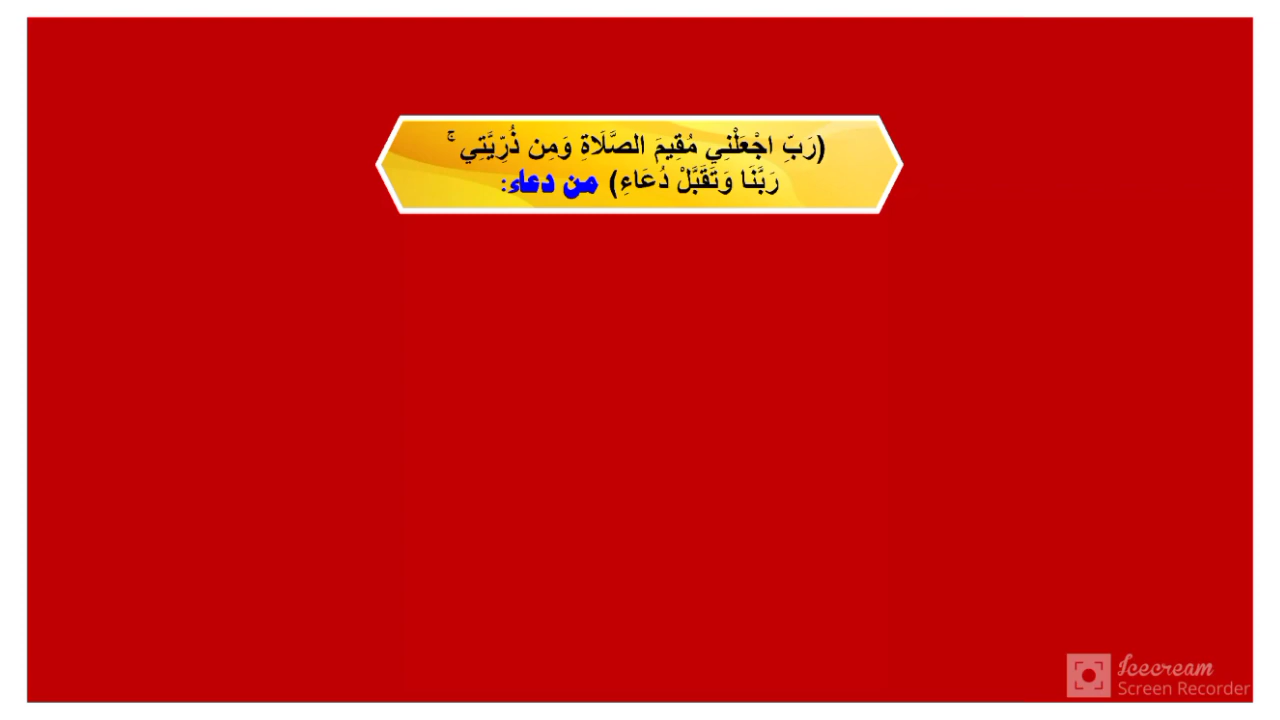 (رَبِّ اجْعَلْنِي مُقِيمَ الصَّلَاةِ وَمِن ذُرِّيَّتِي ۚ
رَبَّنَا وَتَقَبَّلْ دُعَاءِ) من دعاء:
Icecream
Screen Recorder